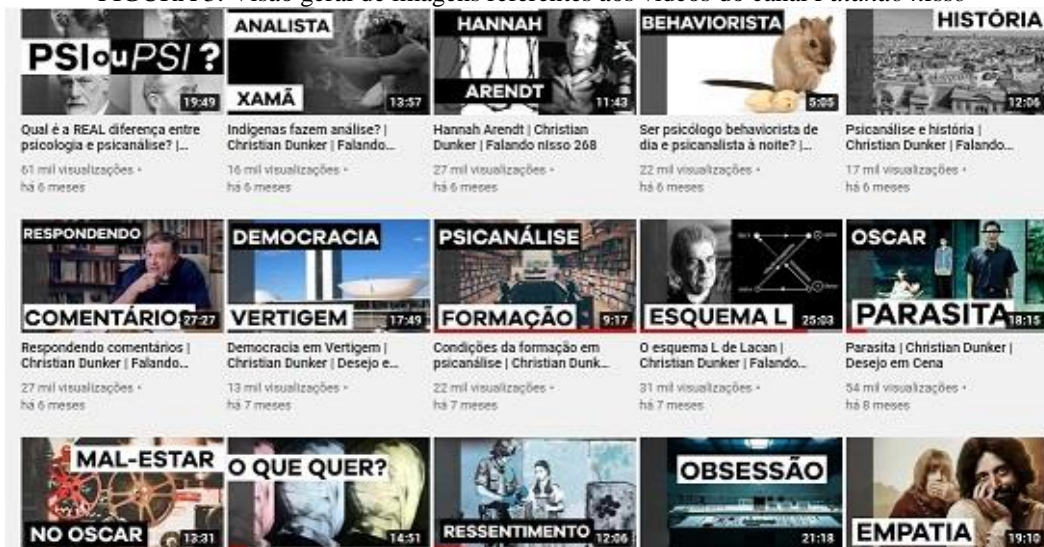 FIGURA 3: Visão geral de imagens referentes aos vídeos do canal Falando nIsso
PSI ou PSI ?
19:49
ANALISTA
XAMÃ
13:57
HANNAH
ARENDT
11:43
BEHAVIORISTA
5:05
HISTÓRIA
12:06
Qual é a REAL diferença entre
psicologia e psicanálise? |...
61 mil visualizações •
há 6 meses
Indígenas fazem análise? |
Christian Dunker | Falando...
16 mil visualizações •
há 6 meses
Hannah Arendt | Christian
Dunker | Falando nIsso 268
27 mil visualizações •
há 6 meses
Ser psicólogo behaviorista de
dia e psicanalista à noite? |...
22 mil visualizações •
há 6 meses
Psicanálise e história |
Christian Dunker | Falando...
17 mil visualizações •
há 6 meses
RESPONDENDO
COMENTÁRIOS
27:27
DEMOCRACIA
VERTIGEM
17:49
PSICANÁLISE
FORMAÇÃO
9:17
ESQUEMA L
25:03
OSCAR
PARASITA
18:15
Respondendo comentários |
Christian Dunker | Falando...
27 mil visualizações •
há 6 meses
Democracia em Vertigem |
Christian Dunker | Desejo e...
13 mil visualizações •
há 7 meses
Condições da formação em
psicanálise | Christian Dunk...
22 mil visualizações •
há 7 meses
O esquema L de Lacan |
Christian Dunker | Falando...
31 mil visualizações •
há 7 meses
Parasita | Christian Dunker |
Desejo em Cena
54 mil visualizações •
há 8 meses
MAL-ESTAR
NO OSCAR
13:31
O QUE QUER?
14:51
RESSENTIMENTO
12:06
OBSESSÃO
21:18
EMPATIA
19:10